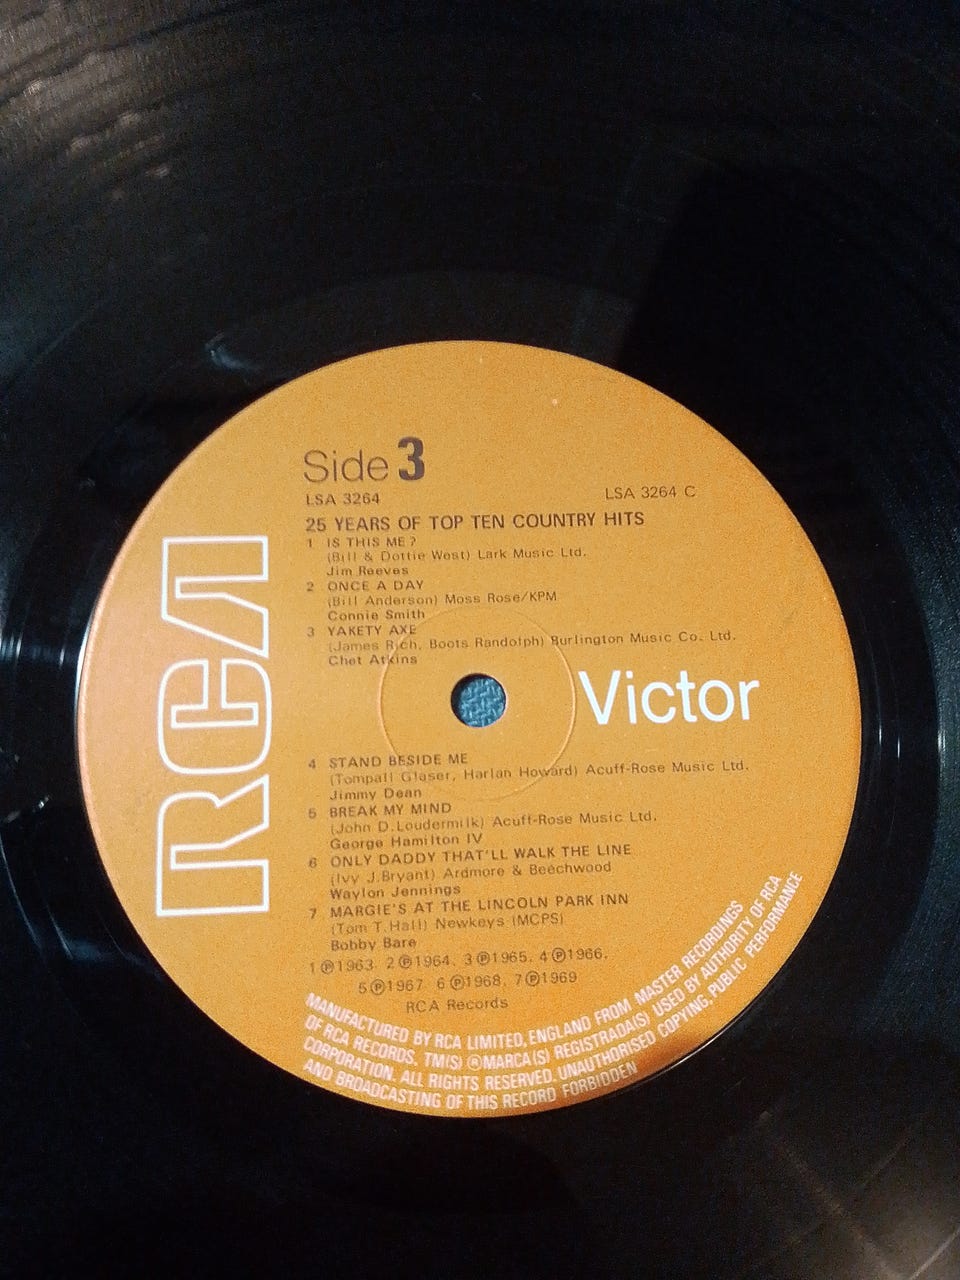 Side 3
LSA 3264 LSA 3264 C
25 YEARS OF TOP TEN COUNTRY HITS
1 IS THIS ME?
(Bill & Dottie West) Lark Music Ltd.
Jim Reeves
2 ONCE A DAY
(Bill Anderson) Moss Rose/KPM
Connie Smith
3 YAKETY AXE
(James Rich, Boots Randolph) Burlington Music Co. Ltd.
Chet Atkins
RCA Victor
4 STAND BESIDE ME
(Tompall Glaser, Harlan Howard) Acuff-Rose Music Ltd.
Jimmy Dean
5 BREAK MY MIND
(John D.Loudermilk) Acuff-Rose Music Ltd.
George Hamilton IV
6 ONLY DADDY THAT'LL WALK THE LINE
(Ivy J.Bryant) Ardmore & Beechwood
Waylon Jennings
7 MARGIE'S AT THE LINCOLN PARK INN
(Tom T.Hall) Newkeys (MCPS)
Bobby Bare
1 ℗1963 2 ℗1964, 3 ℗1965, 4 ℗1966,
5 ℗1967 6 ℗1968, 7 ℗1969
RCA Records
MANUFACTURED BY RCA LIMITED, ENGLAND FROM MASTER RECORDINGS
OF RCA RECORDS. TM(S) ® MARCA(S) REGISTRADA(S) USED BY AUTHORITY OF RCA
CORPORATION. ALL RIGHTS RESERVED. UNAUTHORISED COPYING, PUBLIC PERFORMANCE
AND BROADCASTING OF THIS RECORD FORBIDDEN